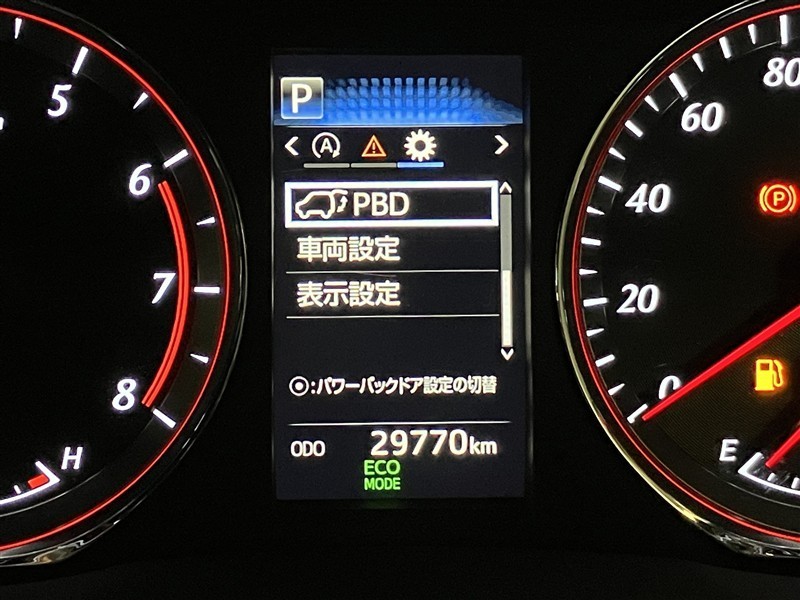 5
6
7
8
H
P
A
PBD
車両設定
表示設定
⦿:パワーバックドア設定の切替
ODO 29770km
ECO
MODE
80
60
40
20
0
P
E